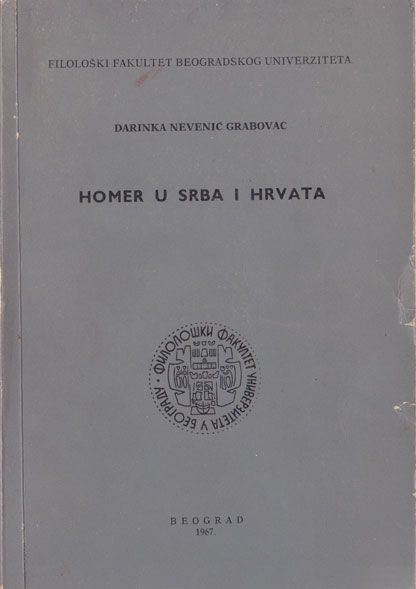 FILOLOŠKI FAKULTET BEOGRADSKOG UNIVERZITETA
DARINKA NEVENIĆ GRABOVAC
HOMER U SRBA I HRVATA
ФИЛОЛОШКИ ФАКУЛТЕТ УНИВЕРЗИТЕТА У БЕОГРАДУ
BEOGRAD
1967.